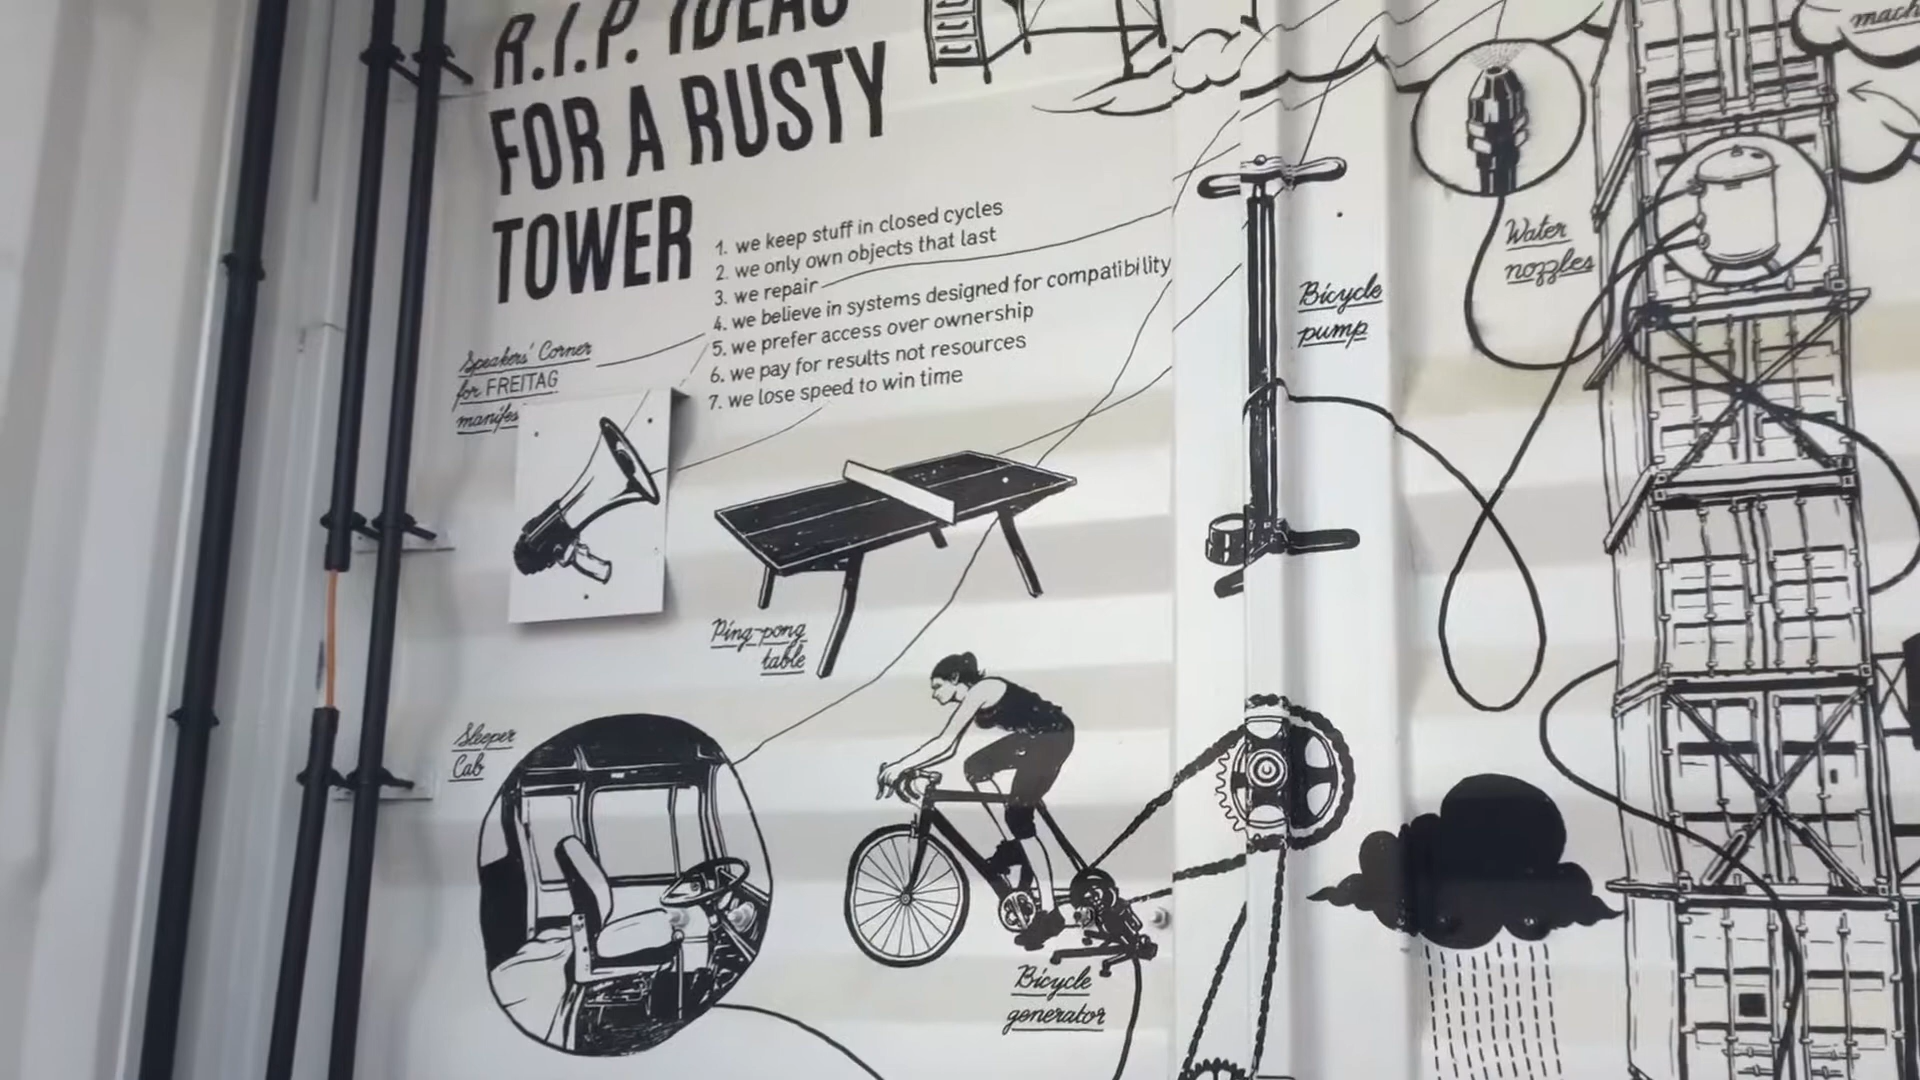 R.I.P. IDEAS
FOR A RUSTY
TOWER
1. we keep stuff in closed cycles
2. we only own objects that last
3. we repair
4. we believe in systems designed for compatibility
5. we prefer access over ownership
6. we pay for results not resources
7. we lose speed to win time
Speakers' Corner
for FREITAG
manifes
Bicycle
pump
Water
nozzles
mach
Ping-pong
table
Sleeper
Cab
Bicycle
generator